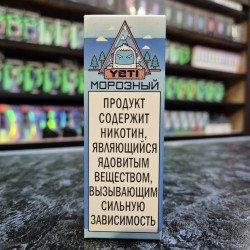 YETI
МОРОЗНЫЙ
ПРОДУКТ
СОДЕРЖИТ
НИКОТИН,
ЯВЛЯЮЩИЙСЯ
ЯДОВИТЫМ
ВЕЩЕСТВОМ,
ВЫЗЫВАЮЩИМ
СИЛЬНУЮ
ЗАВИСИМОСТЬ